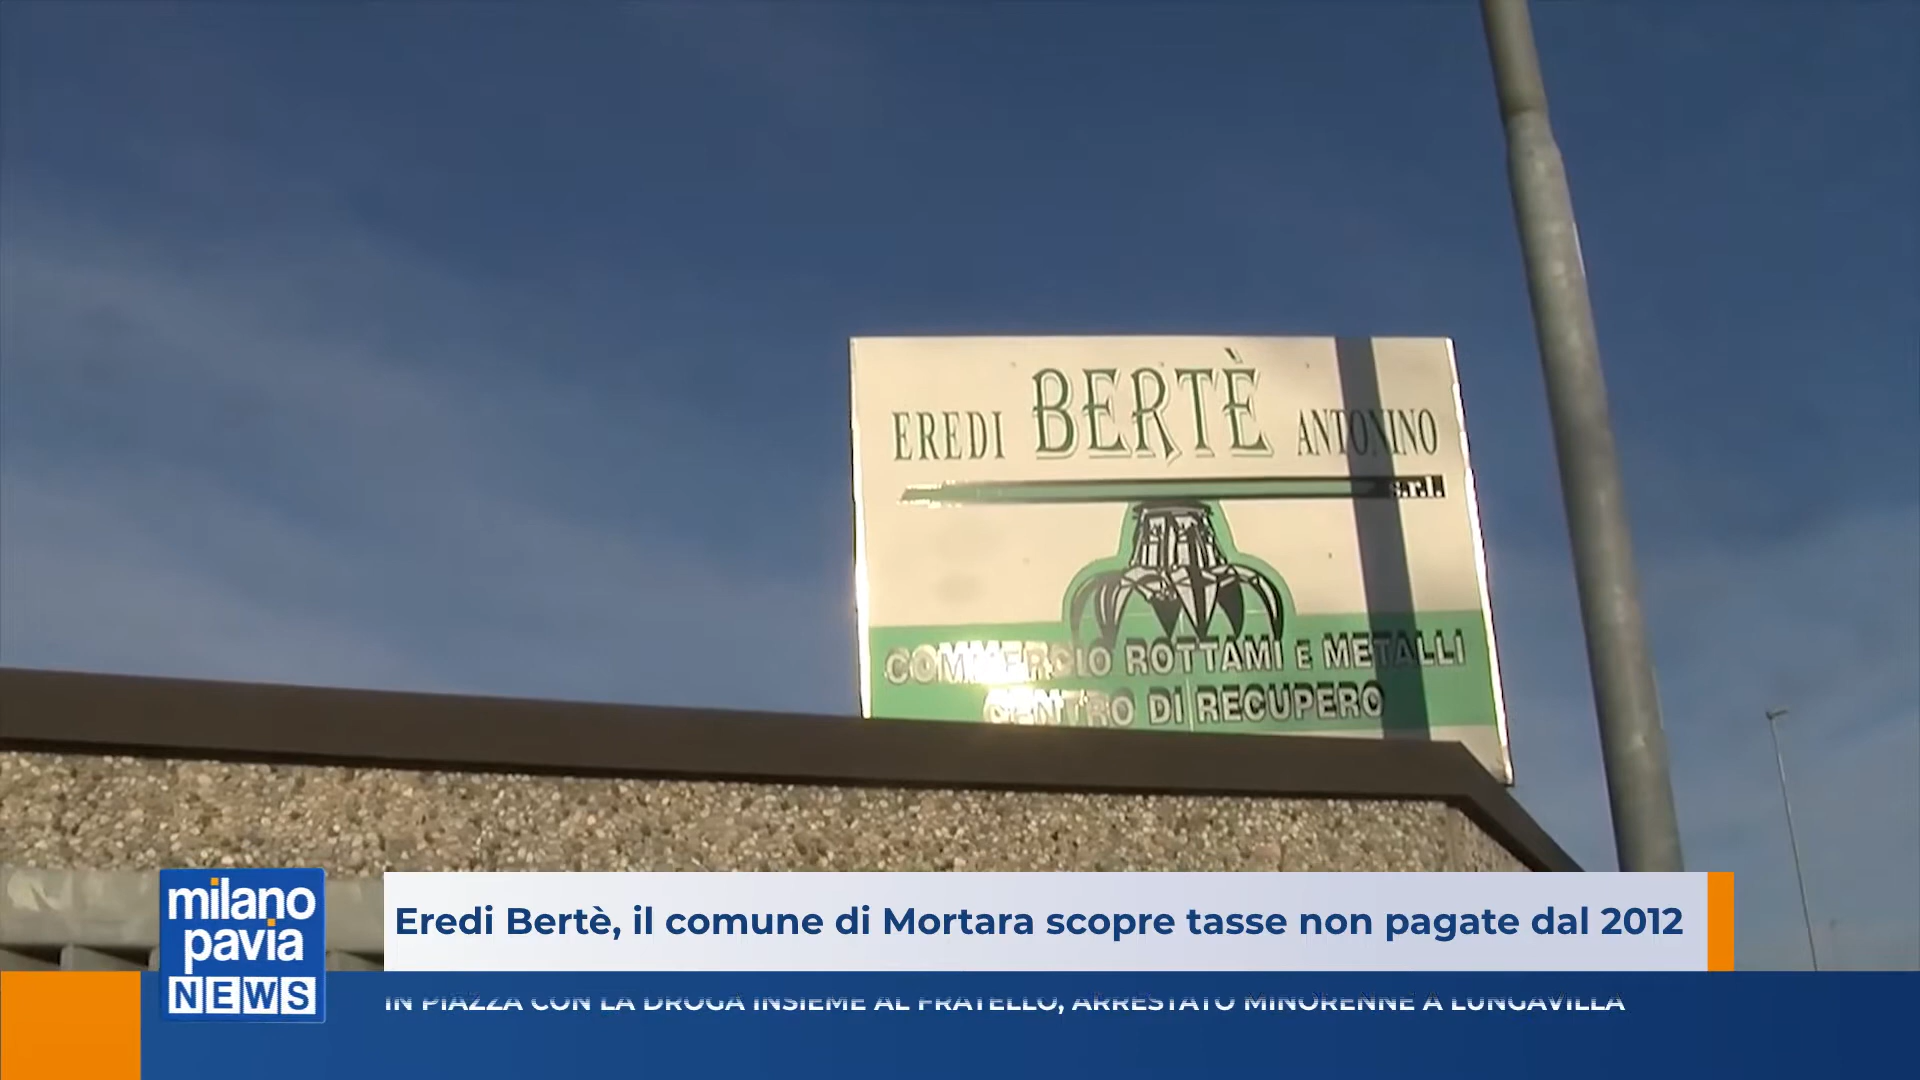 EREDI BERTÈ ANTONINO
s.r.l.
COMMERCIO ROTTAMI E METALLI
CENTRO DI RECUPERO
milano
pavia
NEWS
Eredi Bertè, il comune di Mortara scopre tasse non pagate dal 2012
IN PIAZZA CON LA DROGA INSIEME AL FRATELLO, ARRESTATO MINORENNE A LUNGAVILLA